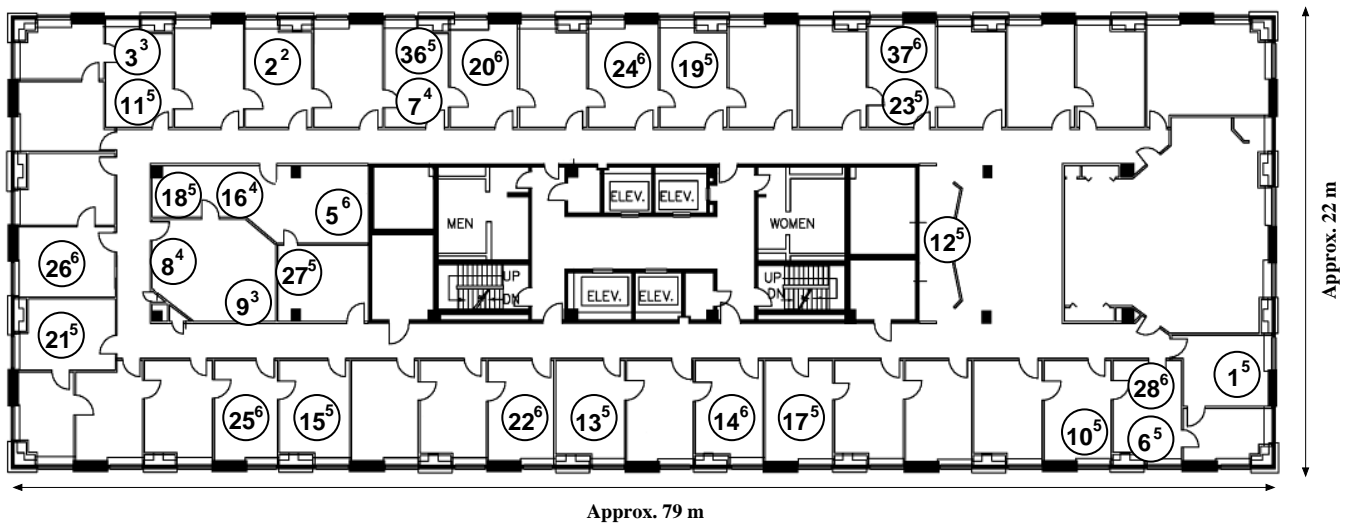 3³ 2² 36⁵ 20⁶ 24⁶ 19⁵ 37⁶
11⁵ 7⁴ 23⁵
18⁵ 16⁴ 5⁶ ELEV. ELEV.
MEN WOMEN 12⁵
26⁶ 8⁴ 27⁵
9³ UP ELEV. ELEV. UP
DN DN
21⁵
28⁶ 1⁵
25⁶ 15⁵ 22⁶ 13⁵ 14⁶ 17⁵ 10⁵ 6⁵
Approx. 22 m
Approx. 79 m